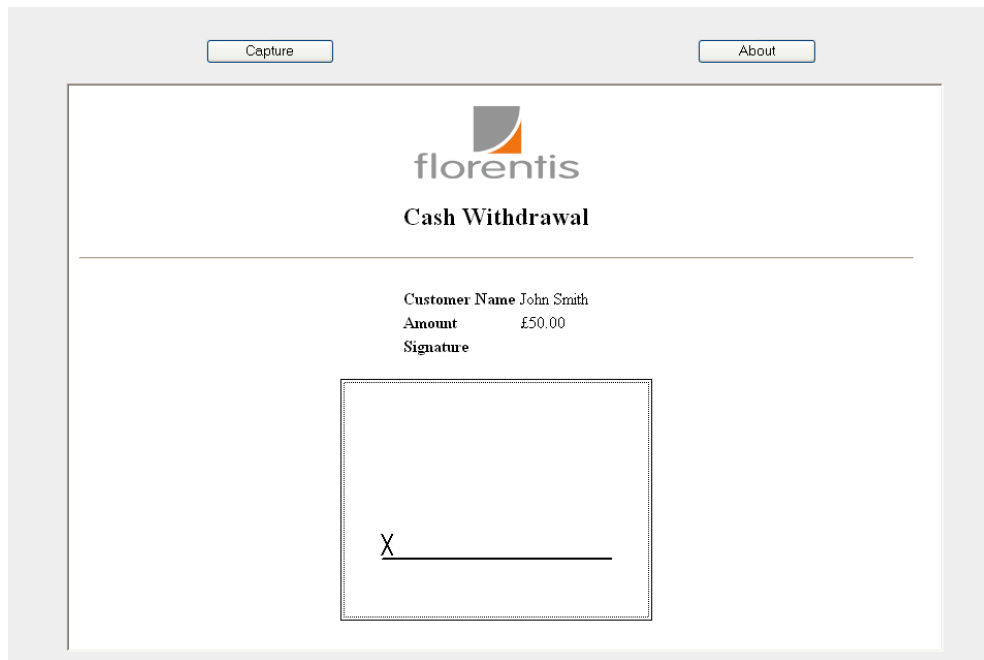 Capture About
florentis
Cash Withdrawal
Customer Name John Smith
Amount £50.00
Signature
X